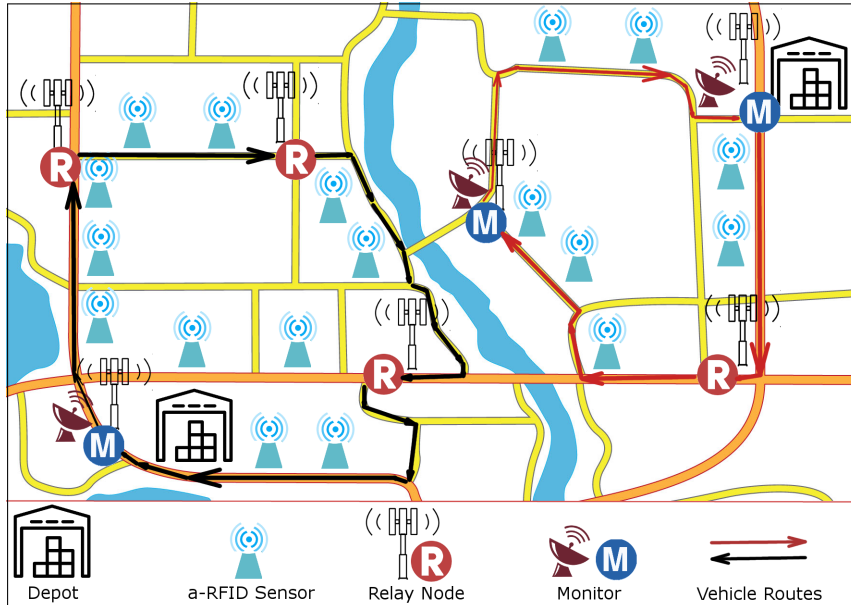 M
R
R
M
R
R
M
Depot
a-RFID Sensor
R
Relay Node
M
Monitor
Vehicle Routes